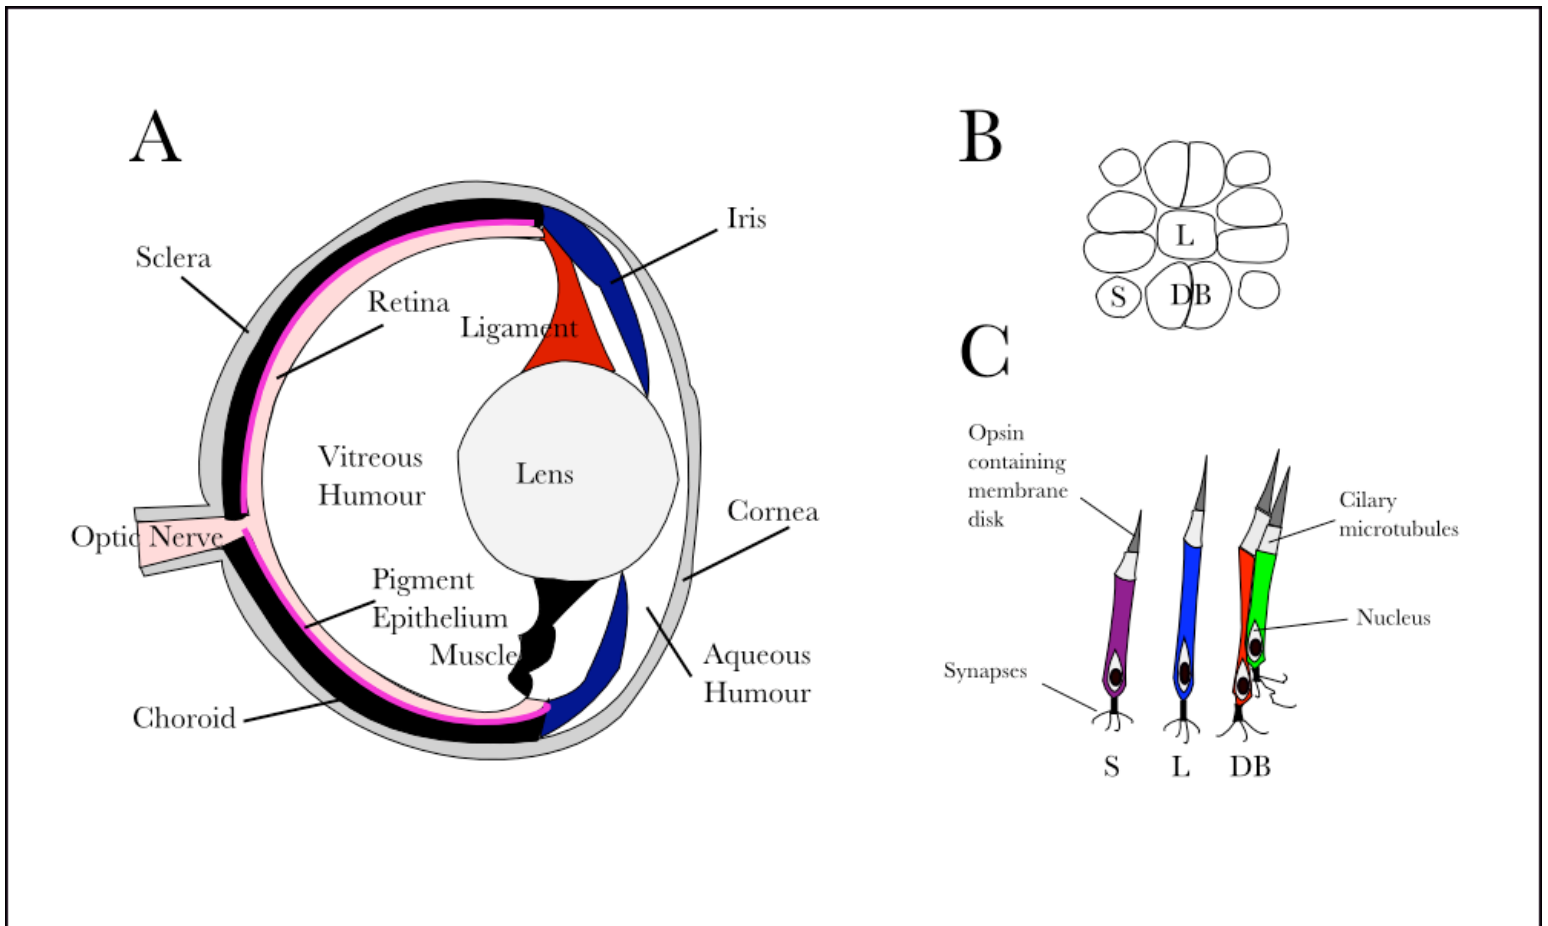 A
Sclera
Retina
Ligament
Iris
Vitreous
Humour
Lens
Optic Nerve
Cornea
Pigment
Epithelium
Muscle
Aqueous
Humour
Choroid
B
L
S
DB
C
Opsin
containing
membrane
disk
Cilary
microtubules
Nucleus
Synapses
S
L
DB